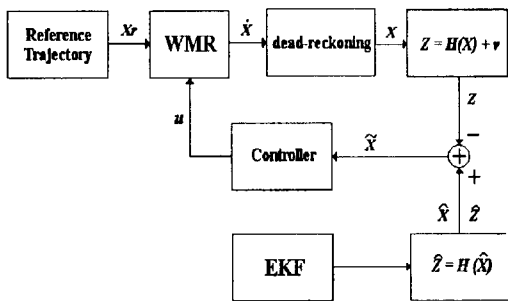 Reference
Trajectory
Xr
WMR
Ẋ
dead-reckoning
X
Z = H(X) + v
u
Z
−
+
+
X̃
Controller
X̂ Ẑ
EKF
Ẑ = H(X̂)